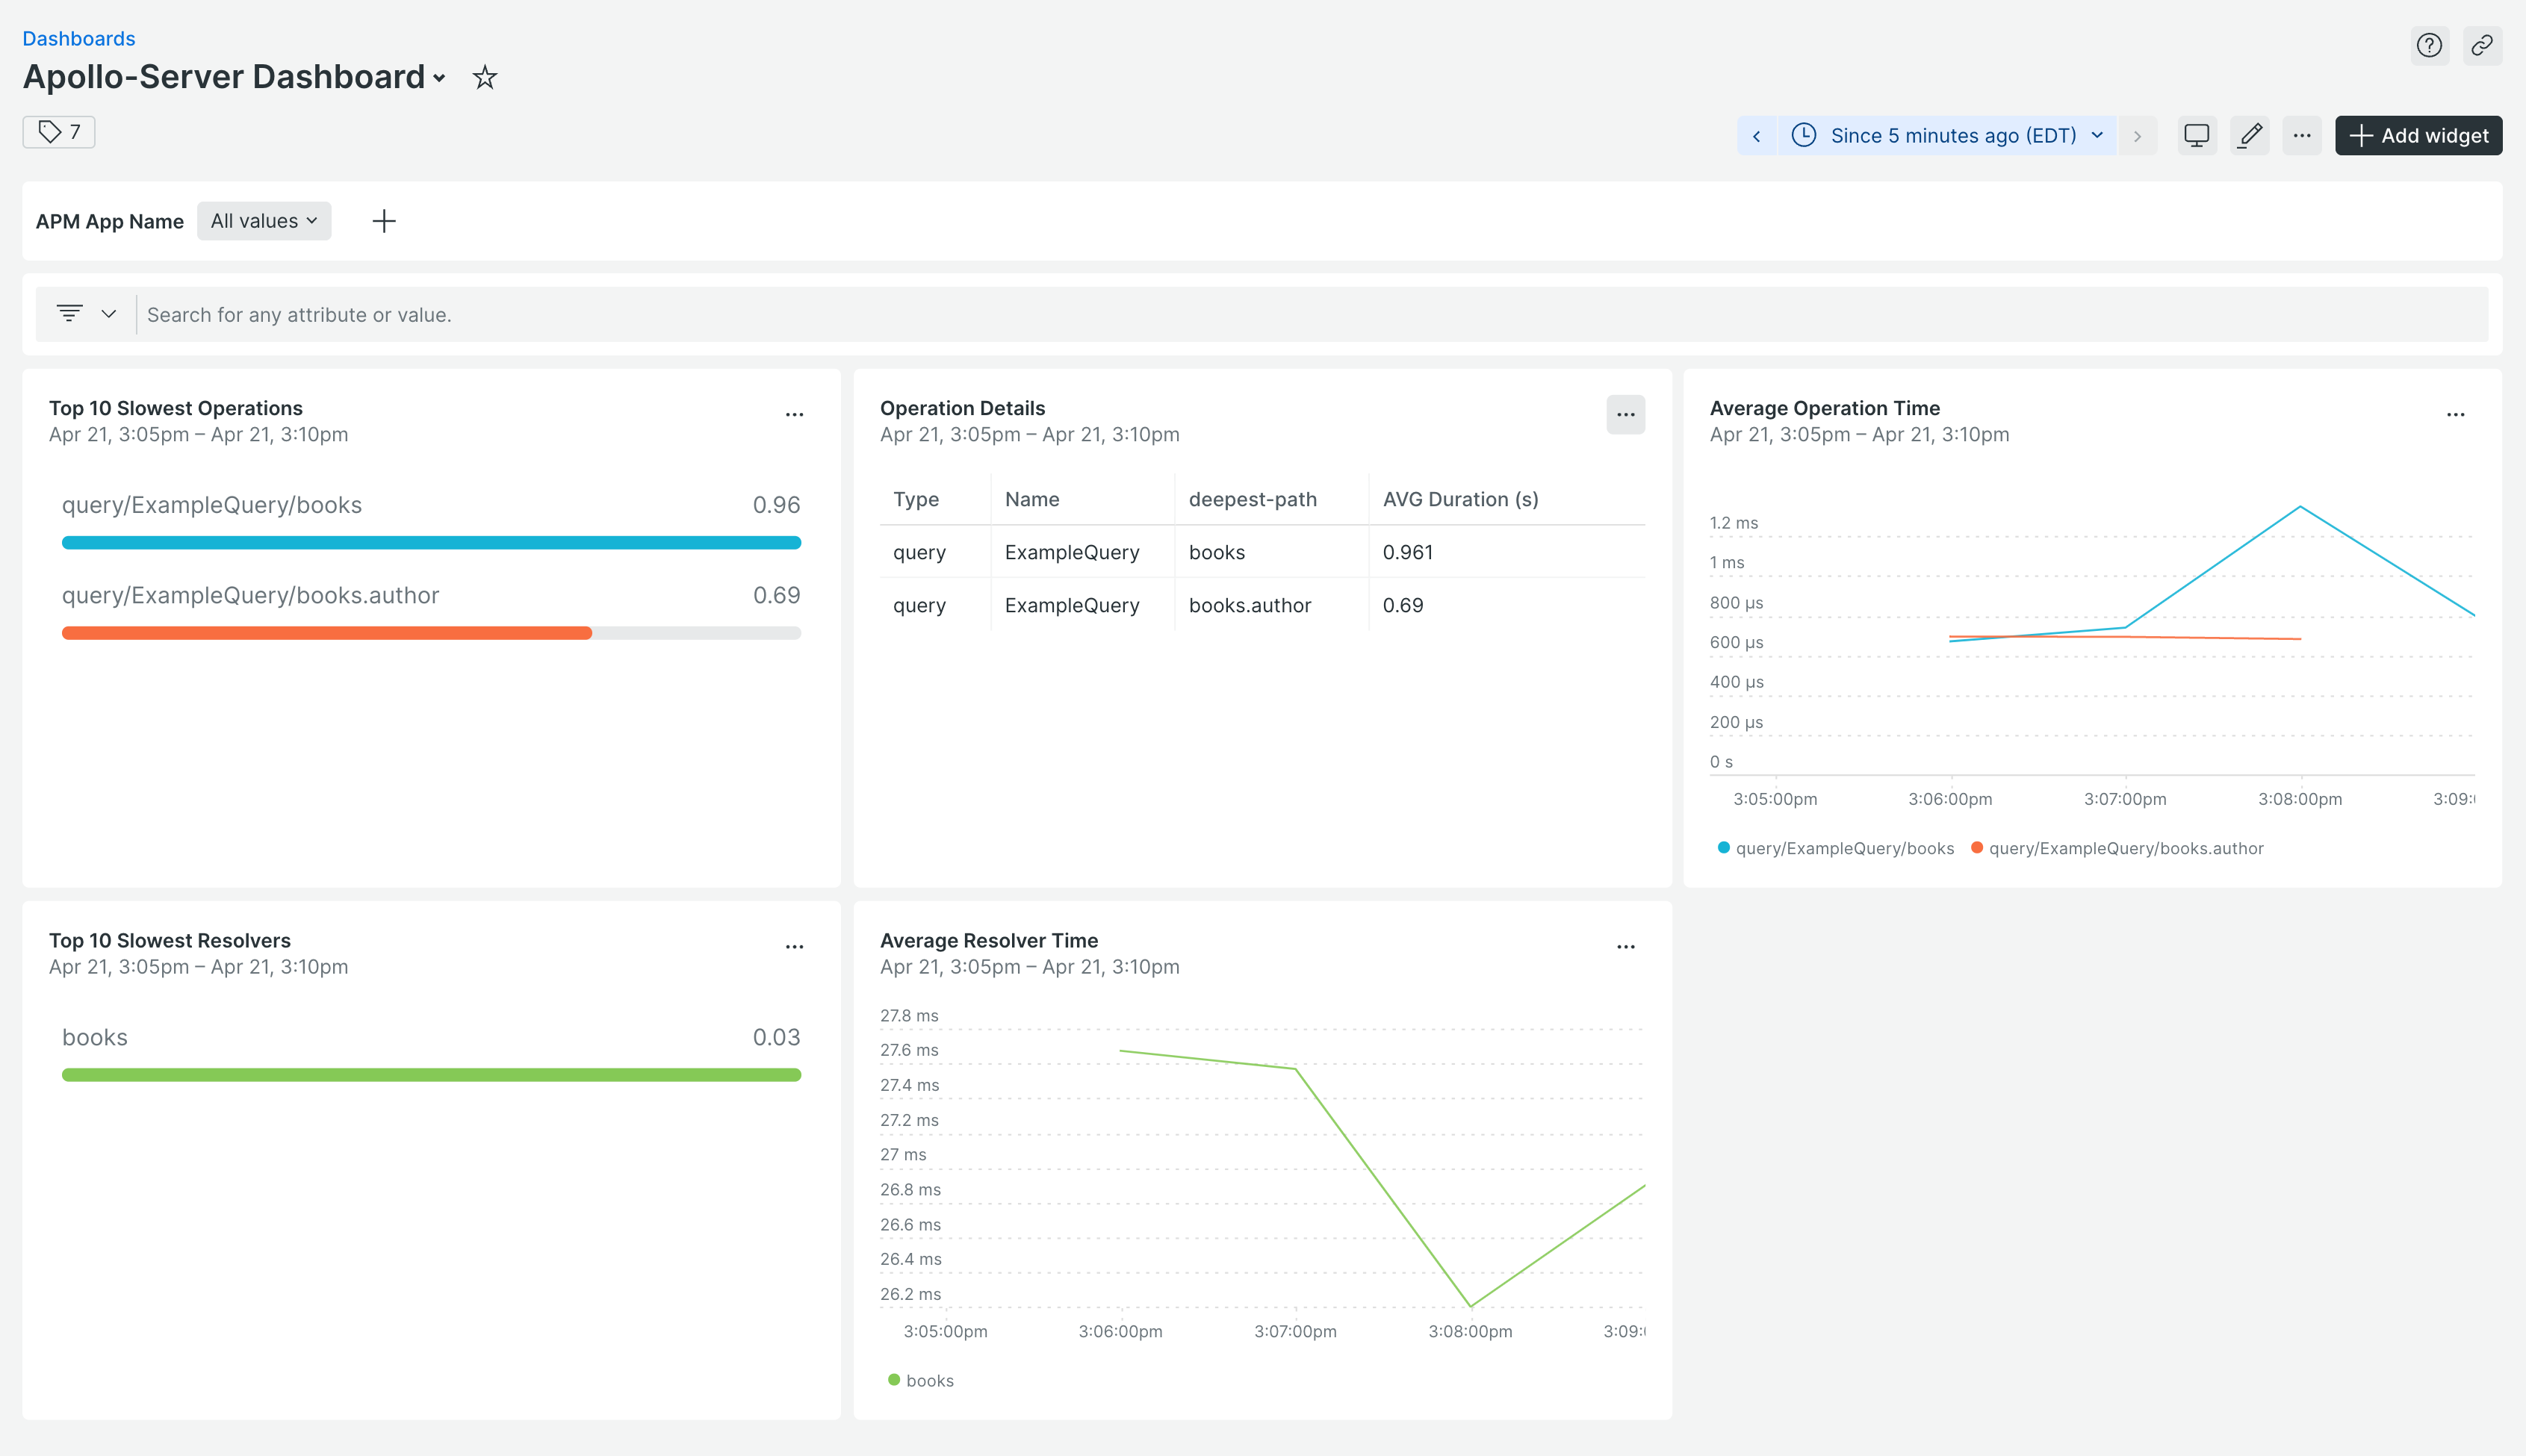 Dashboards
Apollo-Server Dashboard
7
Since 5 minutes ago (EDT)
Add widget
APM App Name
All values
Search for any attribute or value.
Top 10 Slowest Operations
Apr 21, 3:05pm – Apr 21, 3:10pm
query/ExampleQuery/books 0.96
query/ExampleQuery/books.author 0.69
Operation Details
Apr 21, 3:05pm – Apr 21, 3:10pm
Type Name deepest-path AVG Duration (s)
query ExampleQuery books 0.961
query ExampleQuery books.author 0.69
Average Operation Time
Apr 21, 3:05pm – Apr 21, 3:10pm
1.2 ms
1 ms
800 µs
600 µs
400 µs
200 µs
0 s
3:05:00pm 3:06:00pm 3:07:00pm 3:08:00pm 3:09:
query/ExampleQuery/books query/ExampleQuery/books.author
Top 10 Slowest Resolvers
Apr 21, 3:05pm – Apr 21, 3:10pm
books 0.03
Average Resolver Time
Apr 21, 3:05pm – Apr 21, 3:10pm
27.8 ms
27.6 ms
27.4 ms
27.2 ms
27 ms
26.8 ms
26.6 ms
26.4 ms
26.2 ms
3:05:00pm 3:06:00pm 3:07:00pm 3:08:00pm 3:09:
books